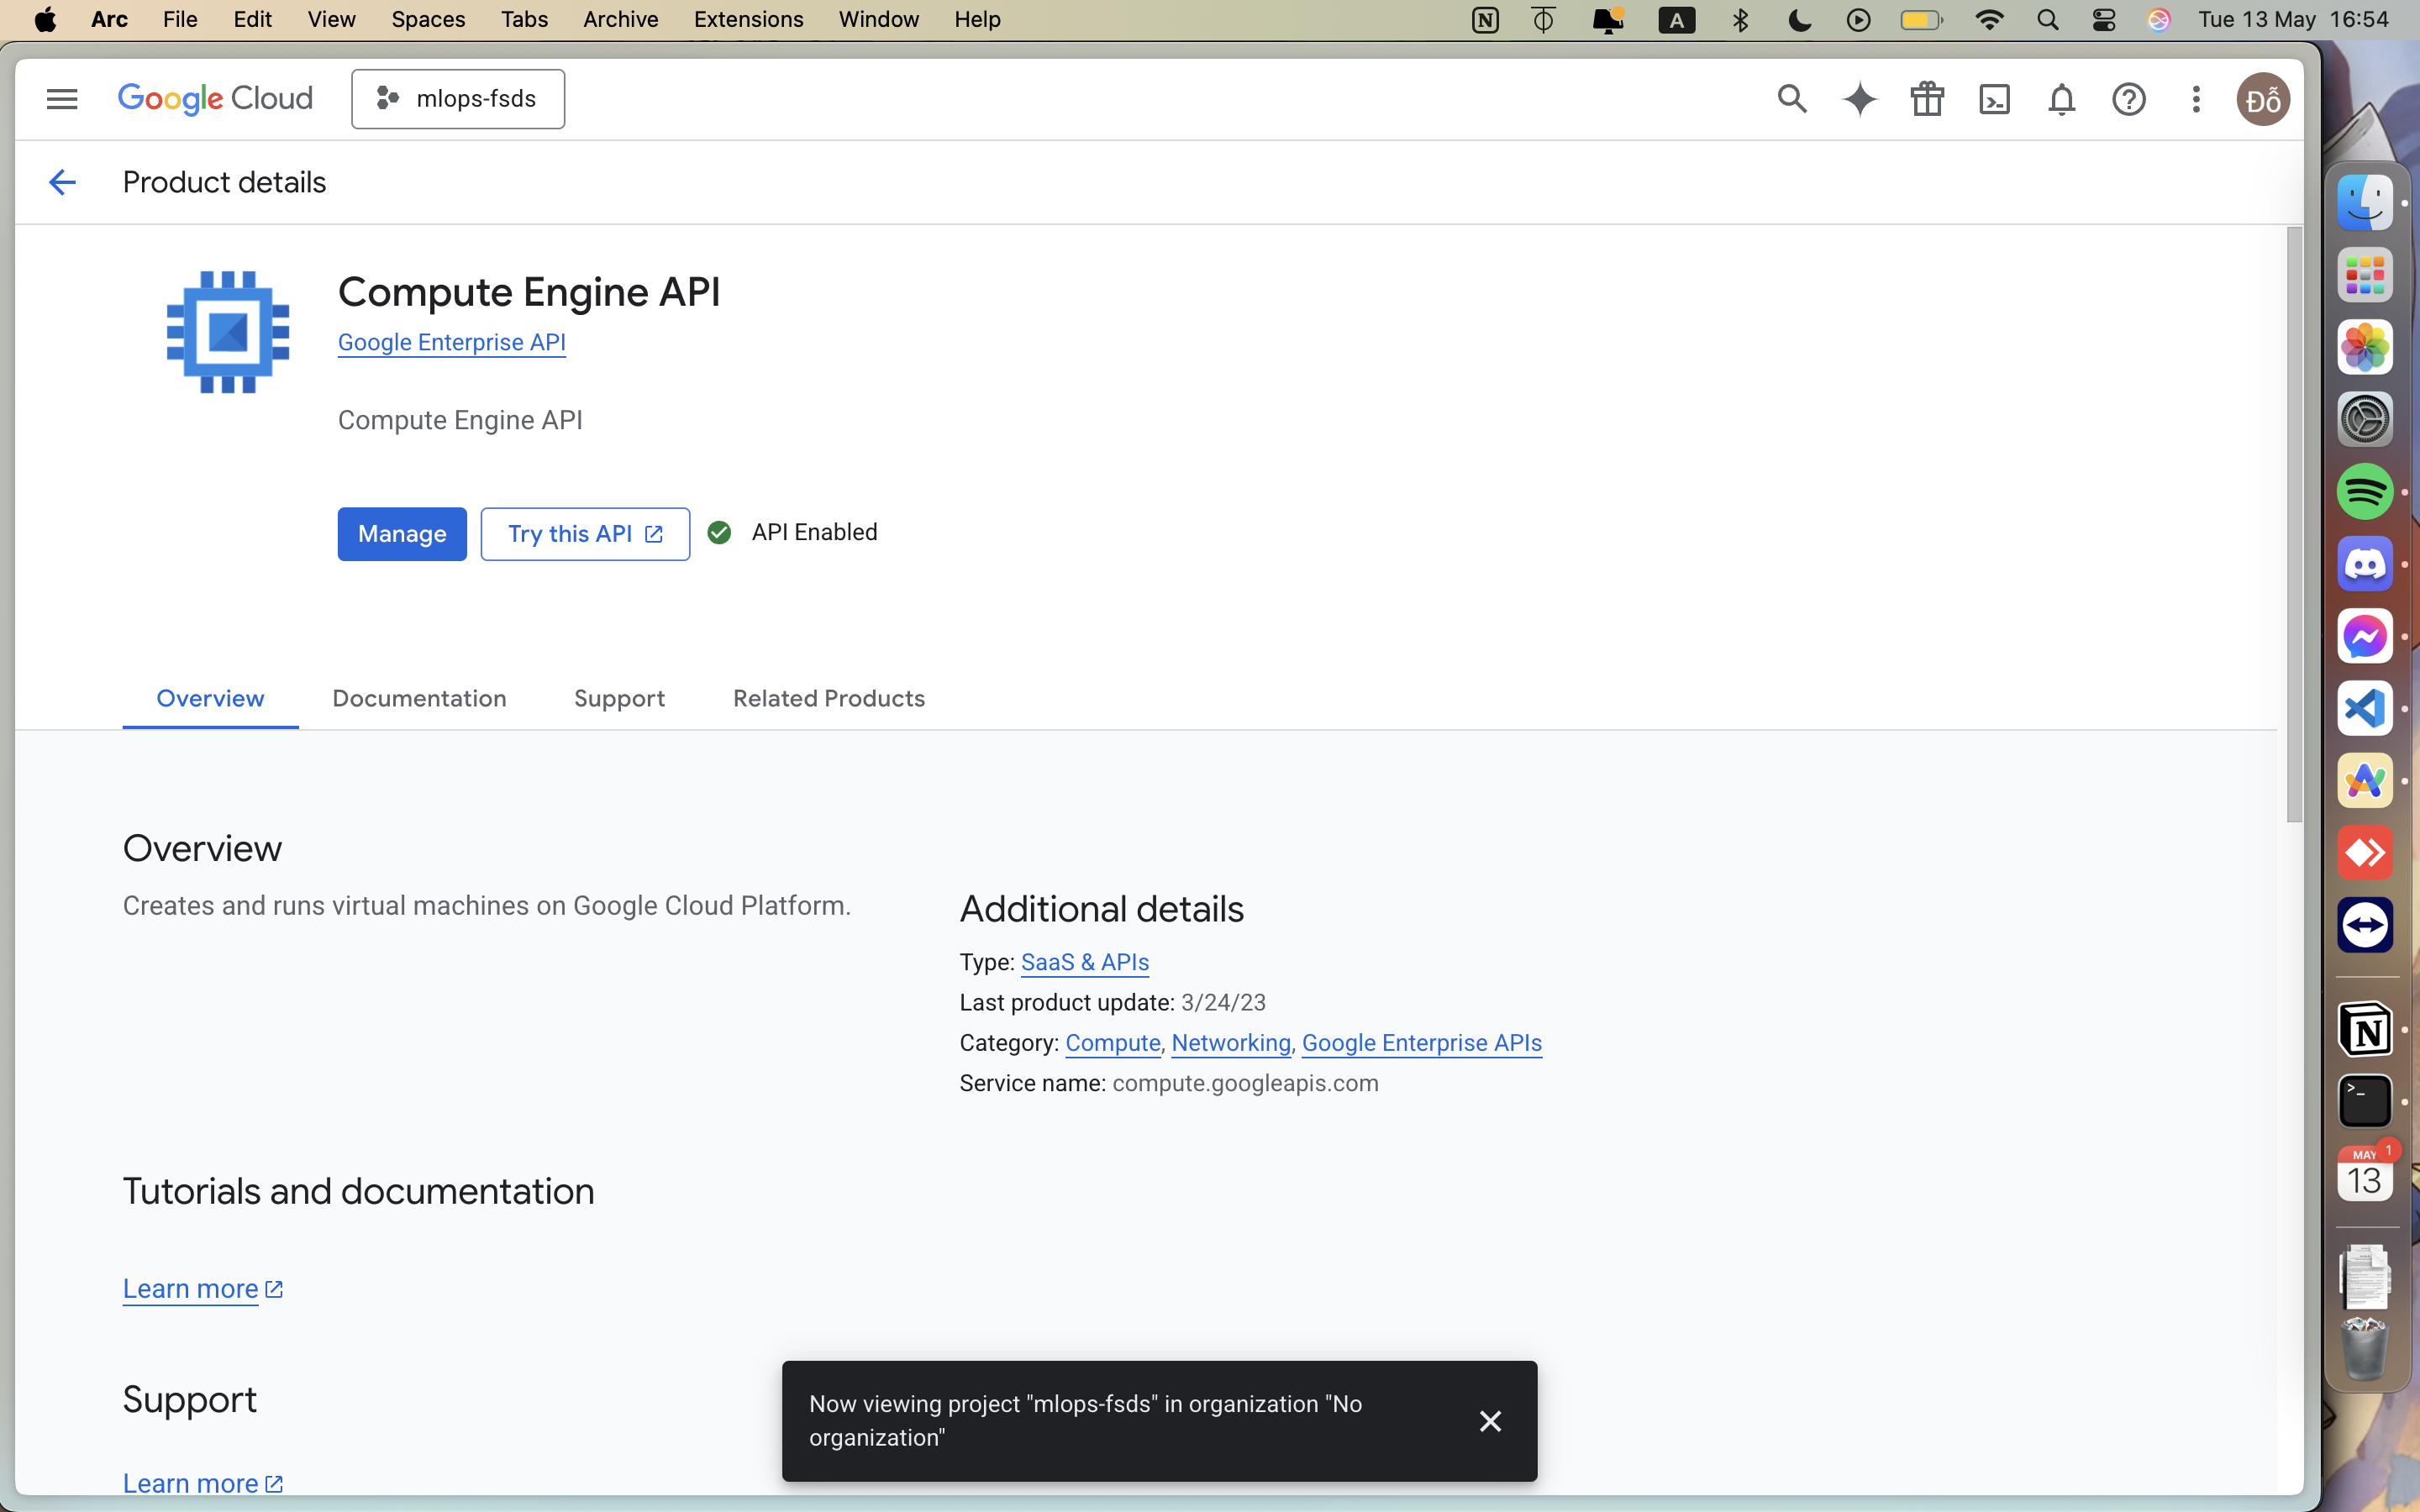 Arc File Edit View Spaces Tabs Archive Extensions Window Help A Tue 13 May 16:54
Google Cloud mlops-fsds Đỗ
Product details
Compute Engine API
Google Enterprise API
Compute Engine API
Manage Try this API API Enabled
Overview Documentation Support Related Products
Overview
Creates and runs virtual machines on Google Cloud Platform.
Additional details
Type: SaaS & APIs
Last product update: 3/24/23
Category: Compute, Networking, Google Enterprise APIs
Service name: compute.googleapis.com
Tutorials and documentation
Learn more
Support
Learn more
Now viewing project "mlops-fsds" in organization "No
organization"
MAY 1
13